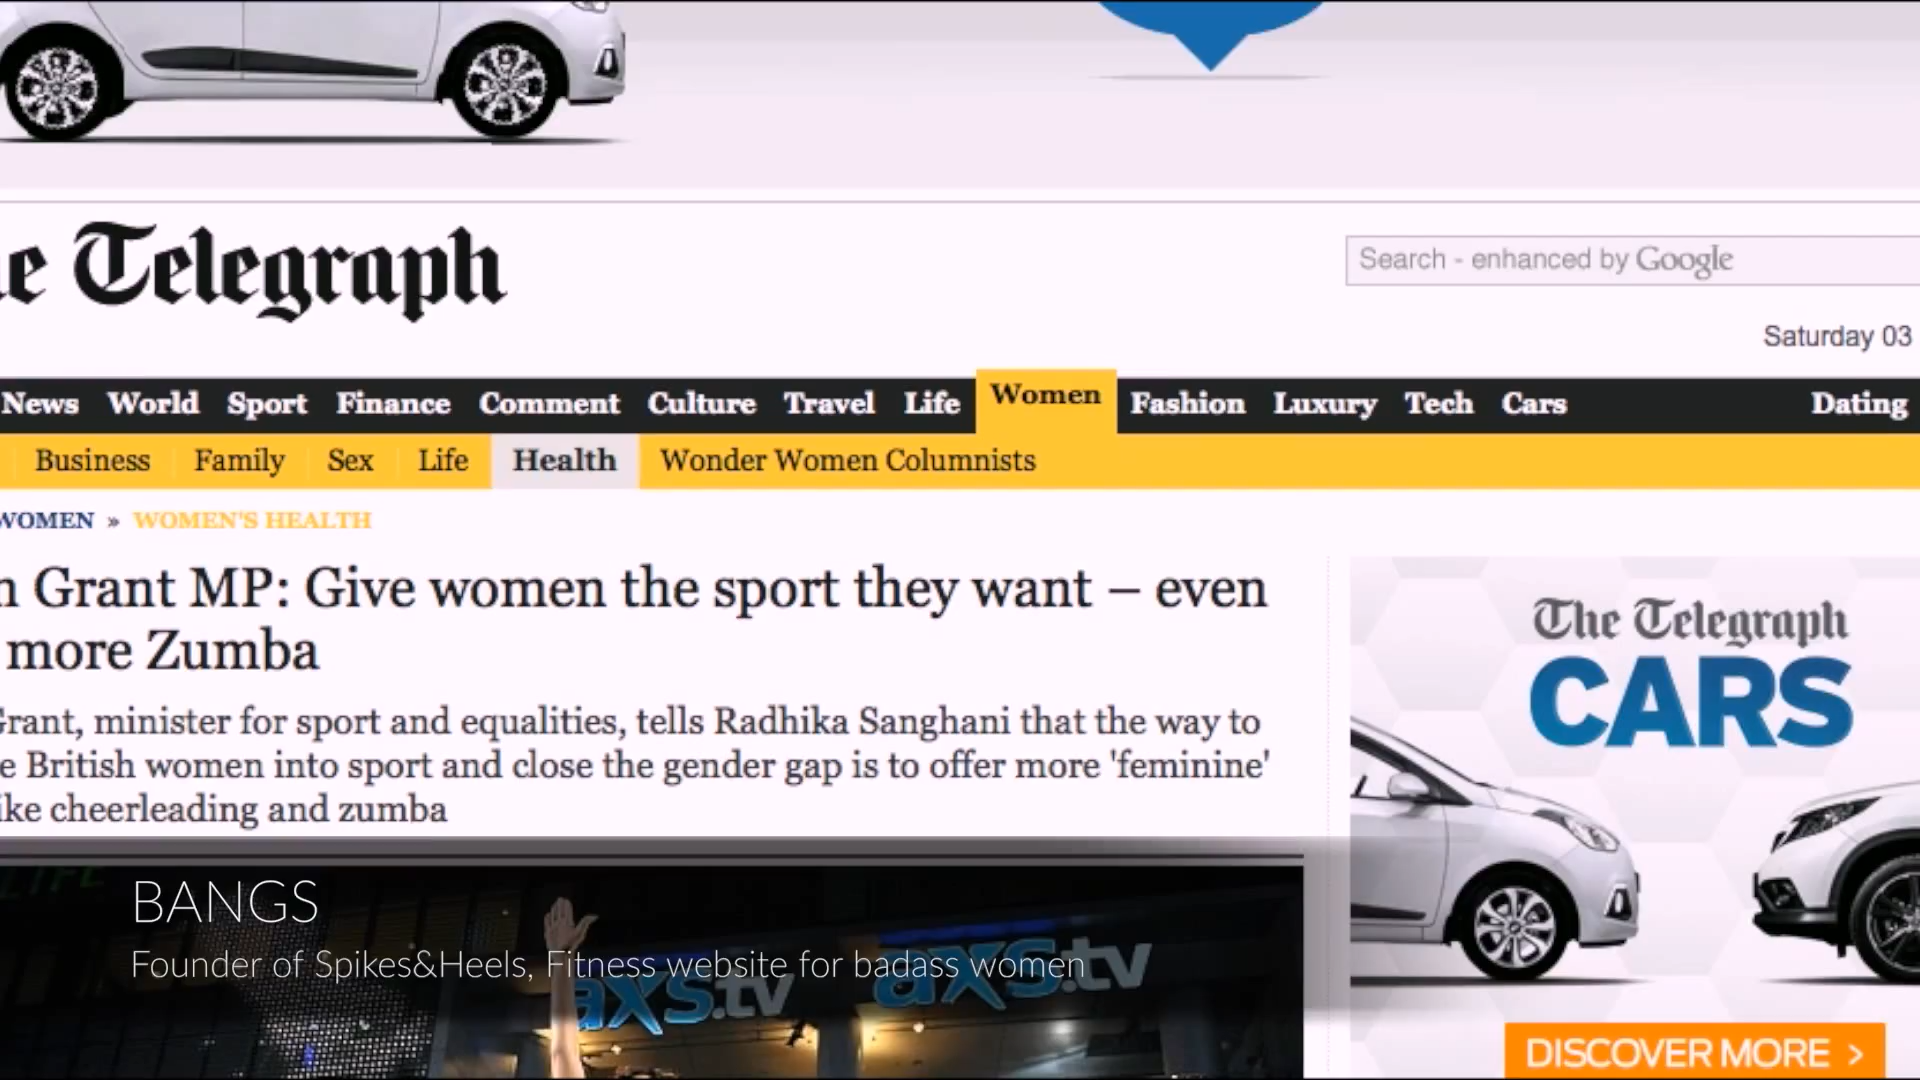 e Telegraph
Search - enhanced by Google
Saturday 03
News World Sport Finance Comment Culture Travel Life Women Fashion Luxury Tech Cars Dating
Business Family Sex Life Health Wonder Women Columnists
WOMEN » WOMEN'S HEALTH
n Grant MP: Give women the sport they want – even
more Zumba
Grant, minister for sport and equalities, tells Radhika Sanghani that the way to
e British women into sport and close the gender gap is to offer more 'feminine'
ike cheerleading and zumba
The Telegraph
CARS
LIFE
BANGS
Founder of Spikes&Heels, Fitness website for badass women
axs.tv axs.tv
DISCOVER MORE >